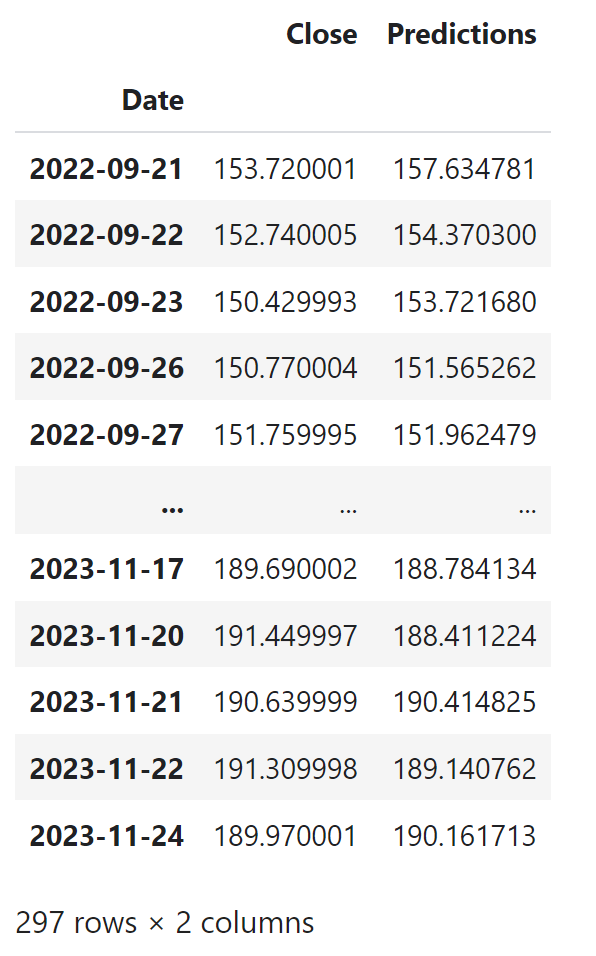 Close Predictions
Date
2022-09-21 153.720001 157.634781
2022-09-22 152.740005 154.370300
2022-09-23 150.429993 153.721680
2022-09-26 150.770004 151.565262
2022-09-27 151.759995 151.962479
... ... ...
2023-11-17 189.690002 188.784134
2023-11-20 191.449997 188.411224
2023-11-21 190.639999 190.414825
2023-11-22 191.309998 189.140762
2023-11-24 189.970001 190.161713
297 rows × 2 columns